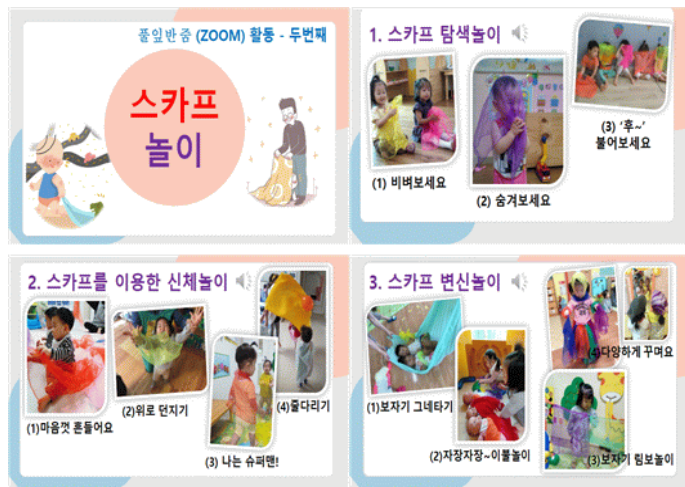 풀잎반 줌 (ZOOM) 활동 - 두번째
스카프
놀이
1. 스카프 탐색놀이
(1) 비벼보세요
(2) 숨겨보세요
(3) ‘후~’
불어보세요
2. 스카프를 이용한 신체놀이
(1)마음껏 흔들어요
(2)위로 던지기
(3) 나는 슈퍼맨!
(4)줄다리기
3. 스카프 변신놀이
(1)보자기 그네타기
(2)자장자장~이불놀이
(3)보자기 림보놀이
(4)다양하게 꾸며요